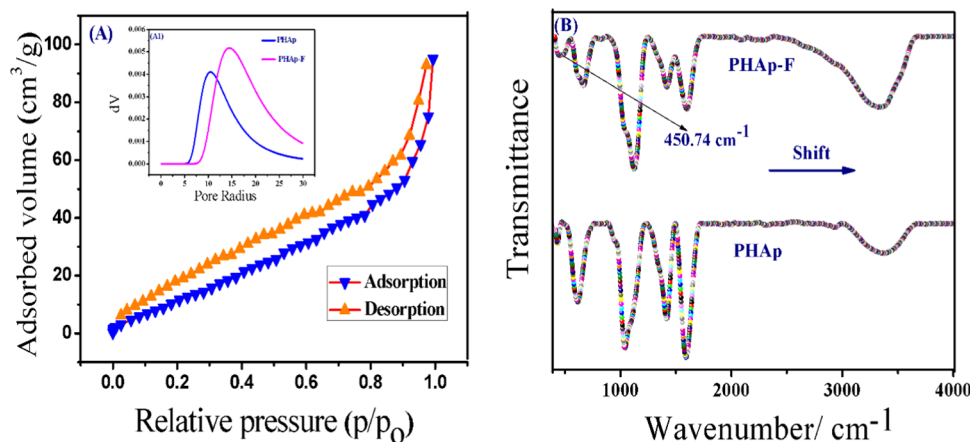 (A)
Adsorbed volume (cm³/g)
100
80
60
40
20
0
0.0 0.2 0.4 0.6 0.8 1.0
Relative pressure (p/p₀)
Adsorption
Desorption
(A1)
PHAp
PHAp-F
dV
0.006
0.005
0.004
0.003
0.002
0.001
0.000
0 5 10 15 20 25 30
Pore Radius
(B)
Transmittance
PHAp-F
450.74 cm⁻¹
Shift
PHAp
1000 2000 3000 4000
Wavenumber/ cm⁻¹